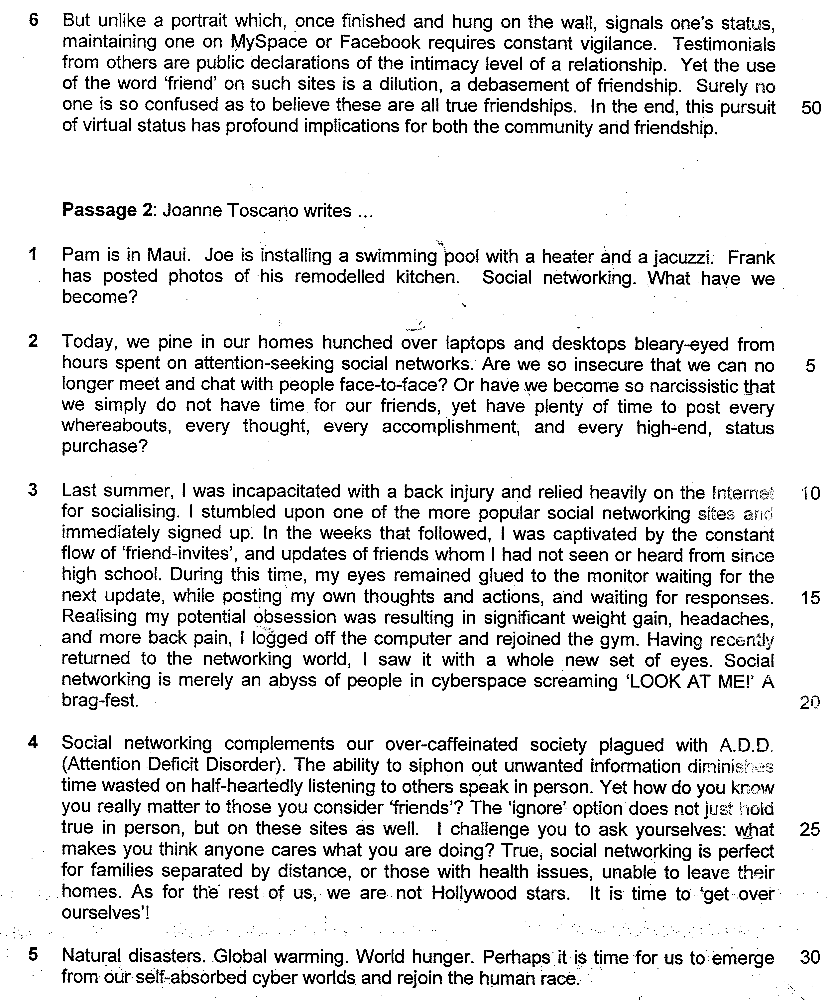 6 But unlike a portrait which, once finished and hung on the wall, signals one's status,
maintaining one on MySpace or Facebook requires constant vigilance. Testimonials
from others are public declarations of the intimacy level of a relationship. Yet the use
of the word 'friend' on such sites is a dilution, a debasement of friendship. Surely no
one is so confused as to believe these are all true friendships. In the end, this pursuit 50
of virtual status has profound implications for both the community and friendship.
Passage 2: Joanne Toscano writes ...
1 Pam is in Maui. Joe is installing a swimming pool with a heater and a jacuzzi. Frank
has posted photos of his remodelled kitchen. Social networking. What have we
become?
2 Today, we pine in our homes hunched over laptops and desktops bleary-eyed from
hours spent on attention-seeking social networks. Are we so insecure that we can no 5
longer meet and chat with people face-to-face? Or have we become so narcissistic that
we simply do not have time for our friends, yet have plenty of time to post every
whereabouts, every thought, every accomplishment, and every high-end, status
purchase?
3 Last summer, I was incapacitated with a back injury and relied heavily on the Internet 10
for socialising. I stumbled upon one of the more popular social networking sites and
immediately signed up. In the weeks that followed, I was captivated by the constant
flow of 'friend-invites', and updates of friends whom I had not seen or heard from since
high school. During this time, my eyes remained glued to the monitor waiting for the
next update, while posting my own thoughts and actions, and waiting for responses. 15
Realising my potential obsession was resulting in significant weight gain, headaches,
and more back pain, I logged off the computer and rejoined the gym. Having recently
returned to the networking world, I saw it with a whole new set of eyes. Social
networking is merely an abyss of people in cyberspace screaming 'LOOK AT ME!' A
brag-fest. 20
4 Social networking complements our over-caffeinated society plagued with A.D.D.
(Attention Deficit Disorder). The ability to siphon out unwanted information diminishes
time wasted on half-heartedly listening to others speak in person. Yet how do you know
you really matter to those you consider 'friends'? The 'ignore' option does not just hold
true in person, but on these sites as well. I challenge you to ask yourselves: what 25
makes you think anyone cares what you are doing? True, social networking is perfect
for families separated by distance, or those with health issues, unable to leave their
homes. As for the rest of us, we are not Hollywood stars. It is time to 'get over
ourselves'!
5 Natural disasters. Global warming. World hunger. Perhaps it is time for us to emerge 30
from our self-absorbed cyber worlds and rejoin the human race.